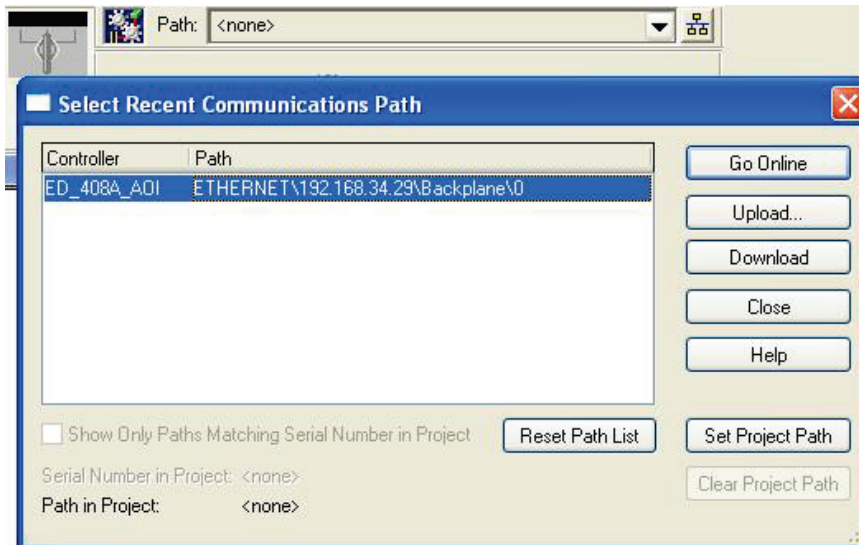 Path: <none>
Select Recent Communications Path
Controller Path
ED_408A_AOI ETHERNET\192.168.34.29\Backplane\0
Go Online
Upload...
Download
Close
Help
Show Only Paths Matching Serial Number in Project
Reset Path List
Set Project Path
Serial Number in Project: <none>
Clear Project Path
Path in Project: <none>